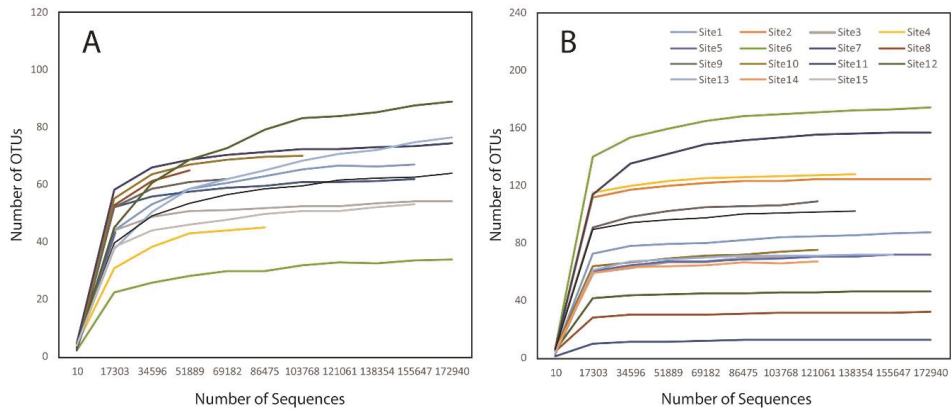 A
Number of OTUs
120
100
80
60
40
20
0
10 17303 34596 51889 69182 86475 103768 121061 138354 155647 172940
Number of Sequences
B
Number of OTUs
240
200
160
120
80
40
0
Site1 Site2 Site3 Site4
Site5 Site6 Site7 Site8
Site9 Site10 Site11 Site12
Site13 Site14 Site15
10 17303 34596 51889 69182 86475 103768 121061 138354 155647 172940
Number of Sequences